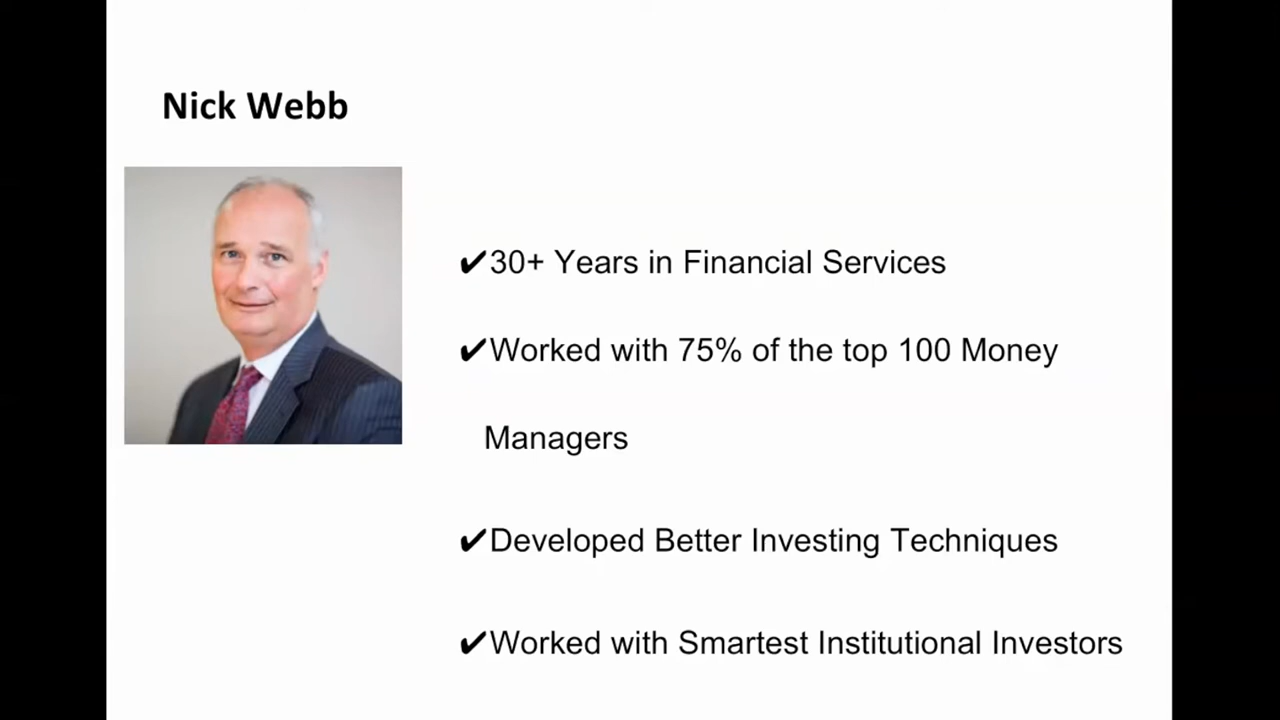 Nick Webb
✔30+ Years in Financial Services
✔Worked with 75% of the top 100 Money
Managers
✔Developed Better Investing Techniques
✔Worked with Smartest Institutional Investors